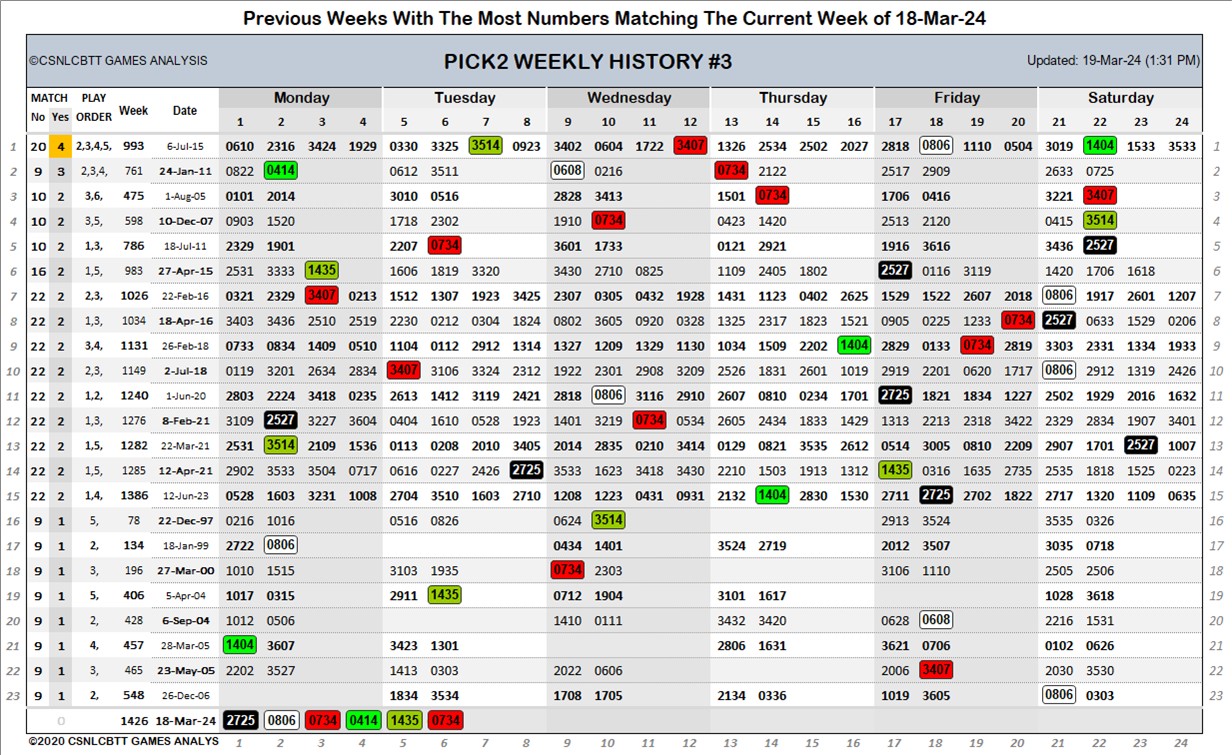 Previous Weeks With The Most Numbers Matching The Current Week of 18-Mar-24
©CSNLCBTT GAMES ANALYSIS PICK2 WEEKLY HISTORY #3 Updated: 19-Mar-24 (1:31 PM)
MATCH PLAY Week Date Monday Tuesday Wednesday Thursday Friday Saturday
No Yes ORDER 1 2 3 4 5 6 7 8 9 10 11 12 13 14 15 16 17 18 19 20 21 22 23 24
1 20 4 2,3,4,5, 993 6-Jul-15 0610 2316 3424 1929 0330 3325 3514 0923 3402 0604 1722 3407 1326 2534 2502 2027 2818 0806 1110 0504 3019 1404 1533 3533 1
2 9 3 2,3,4, 761 24-Jan-11 0822 0414 0612 3511 0608 0216 0734 2122 2517 2909 2633 0725 2
3 10 2 3,6, 475 1-Aug-05 0101 2014 3010 0516 2828 3413 1501 0734 1706 0416 3221 3407 3
4 10 2 3,5, 598 10-Dec-07 0903 1520 1718 2302 1910 0734 0423 1420 2513 2120 0415 3514 4
5 10 2 1,3, 786 18-Jul-11 2329 1901 2207 0734 3601 1733 0121 2921 1916 3616 3436 2527 5
6 16 2 1,5, 983 27-Apr-15 2531 3333 1435 1606 1819 3320 3430 2710 0825 1109 2405 1802 2527 0116 3119 1420 1706 1618 6
7 22 2 2,3, 1026 22-Feb-16 0321 2329 3407 0213 1512 1307 1923 3425 2307 0305 0432 1928 1431 1123 0402 2625 1529 1522 2607 2018 0806 1917 2601 1207 7
8 22 2 1,3, 1034 18-Apr-16 3403 3436 2510 2519 2230 0212 0304 1824 0802 3605 0920 0328 1325 2317 1823 1521 0905 0225 1233 0734 2527 0633 1529 0206 8
9 22 2 3,4, 1131 26-Feb-18 0733 0834 1409 0510 1104 0112 2912 1314 1327 1209 1329 1130 1034 1509 2202 1404 2829 0133 0734 2819 3303 2331 1334 1933 9
10 22 2 2,3, 1149 2-Jul-18 0119 3201 2634 2834 3407 3106 3324 2312 1922 2301 2908 3209 2526 1831 2601 1019 2919 2201 0620 1717 0806 2912 1319 2426 10
11 22 2 1,2, 1240 1-Jun-20 2803 2224 3418 0235 2613 1412 3119 2421 2818 0806 3116 2910 2607 0810 0234 1701 2725 1821 1834 1227 2502 1929 2016 1632 11
12 22 2 1,3, 1276 8-Feb-21 3109 2527 3227 3604 0404 1610 0528 1923 1401 3219 0734 0534 2605 2434 1833 1429 1313 2213 2318 3422 2329 2834 1907 3401 12
13 22 2 1,5, 1282 22-Mar-21 2531 3514 2109 1536 0113 0208 2010 3405 2014 2835 0210 3414 0129 0821 3535 2612 0514 3005 0810 2209 2907 1701 2527 1007 13
14 22 2 1,5, 1285 12-Apr-21 2902 3533 3504 0717 0616 0227 2426 2725 3533 1623 3418 3430 2210 1503 1913 1312 1435 0316 1635 2735 2535 1818 1525 0223 14
15 22 2 1,4, 1386 12-Jun-23 0528 1603 3231 1008 2704 3510 1603 2710 1208 1223 0431 0931 2132 1404 2830 1530 2711 2725 2702 1822 2717 1320 1109 0635 15
16 9 1 5, 78 22-Dec-97 0216 1016 0516 0826 0624 3514 2913 3524 3535 0326 16
17 9 1 2, 134 18-Jan-99 2722 0806 0434 1401 3524 2719 2012 3507 3035 0718 17
18 9 1 3, 196 27-Mar-00 1010 1515 3103 1935 0734 2303 3106 1110 2505 2506 18
19 9 1 5, 406 5-Apr-04 1017 0315 2911 1435 0712 1904 3101 1617 1028 3618 19
20 9 1 2, 428 6-Sep-04 1012 0506 1410 0111 3432 3420 0628 0608 2216 1531 20
21 9 1 4, 457 28-Mar-05 1404 3607 3423 1301 2806 1631 3621 0706 0102 0626 21
22 9 1 3, 465 23-May-05 2202 3527 1413 0303 2022 0606 2006 3407 2030 3530 22
23 9 1 2, 548 26-Dec-06 1834 3534 1708 1705 2134 0336 1019 3605 0806 0303 23
0 1426 18-Mar-24 2725 0806 0734 0414 1435 0734
©2020 CSNLCBTT GAMES ANALYS 1 2 3 4 5 6 7 8 9 10 11 12 13 14 15 16 17 18 19 20 21 22 23 24